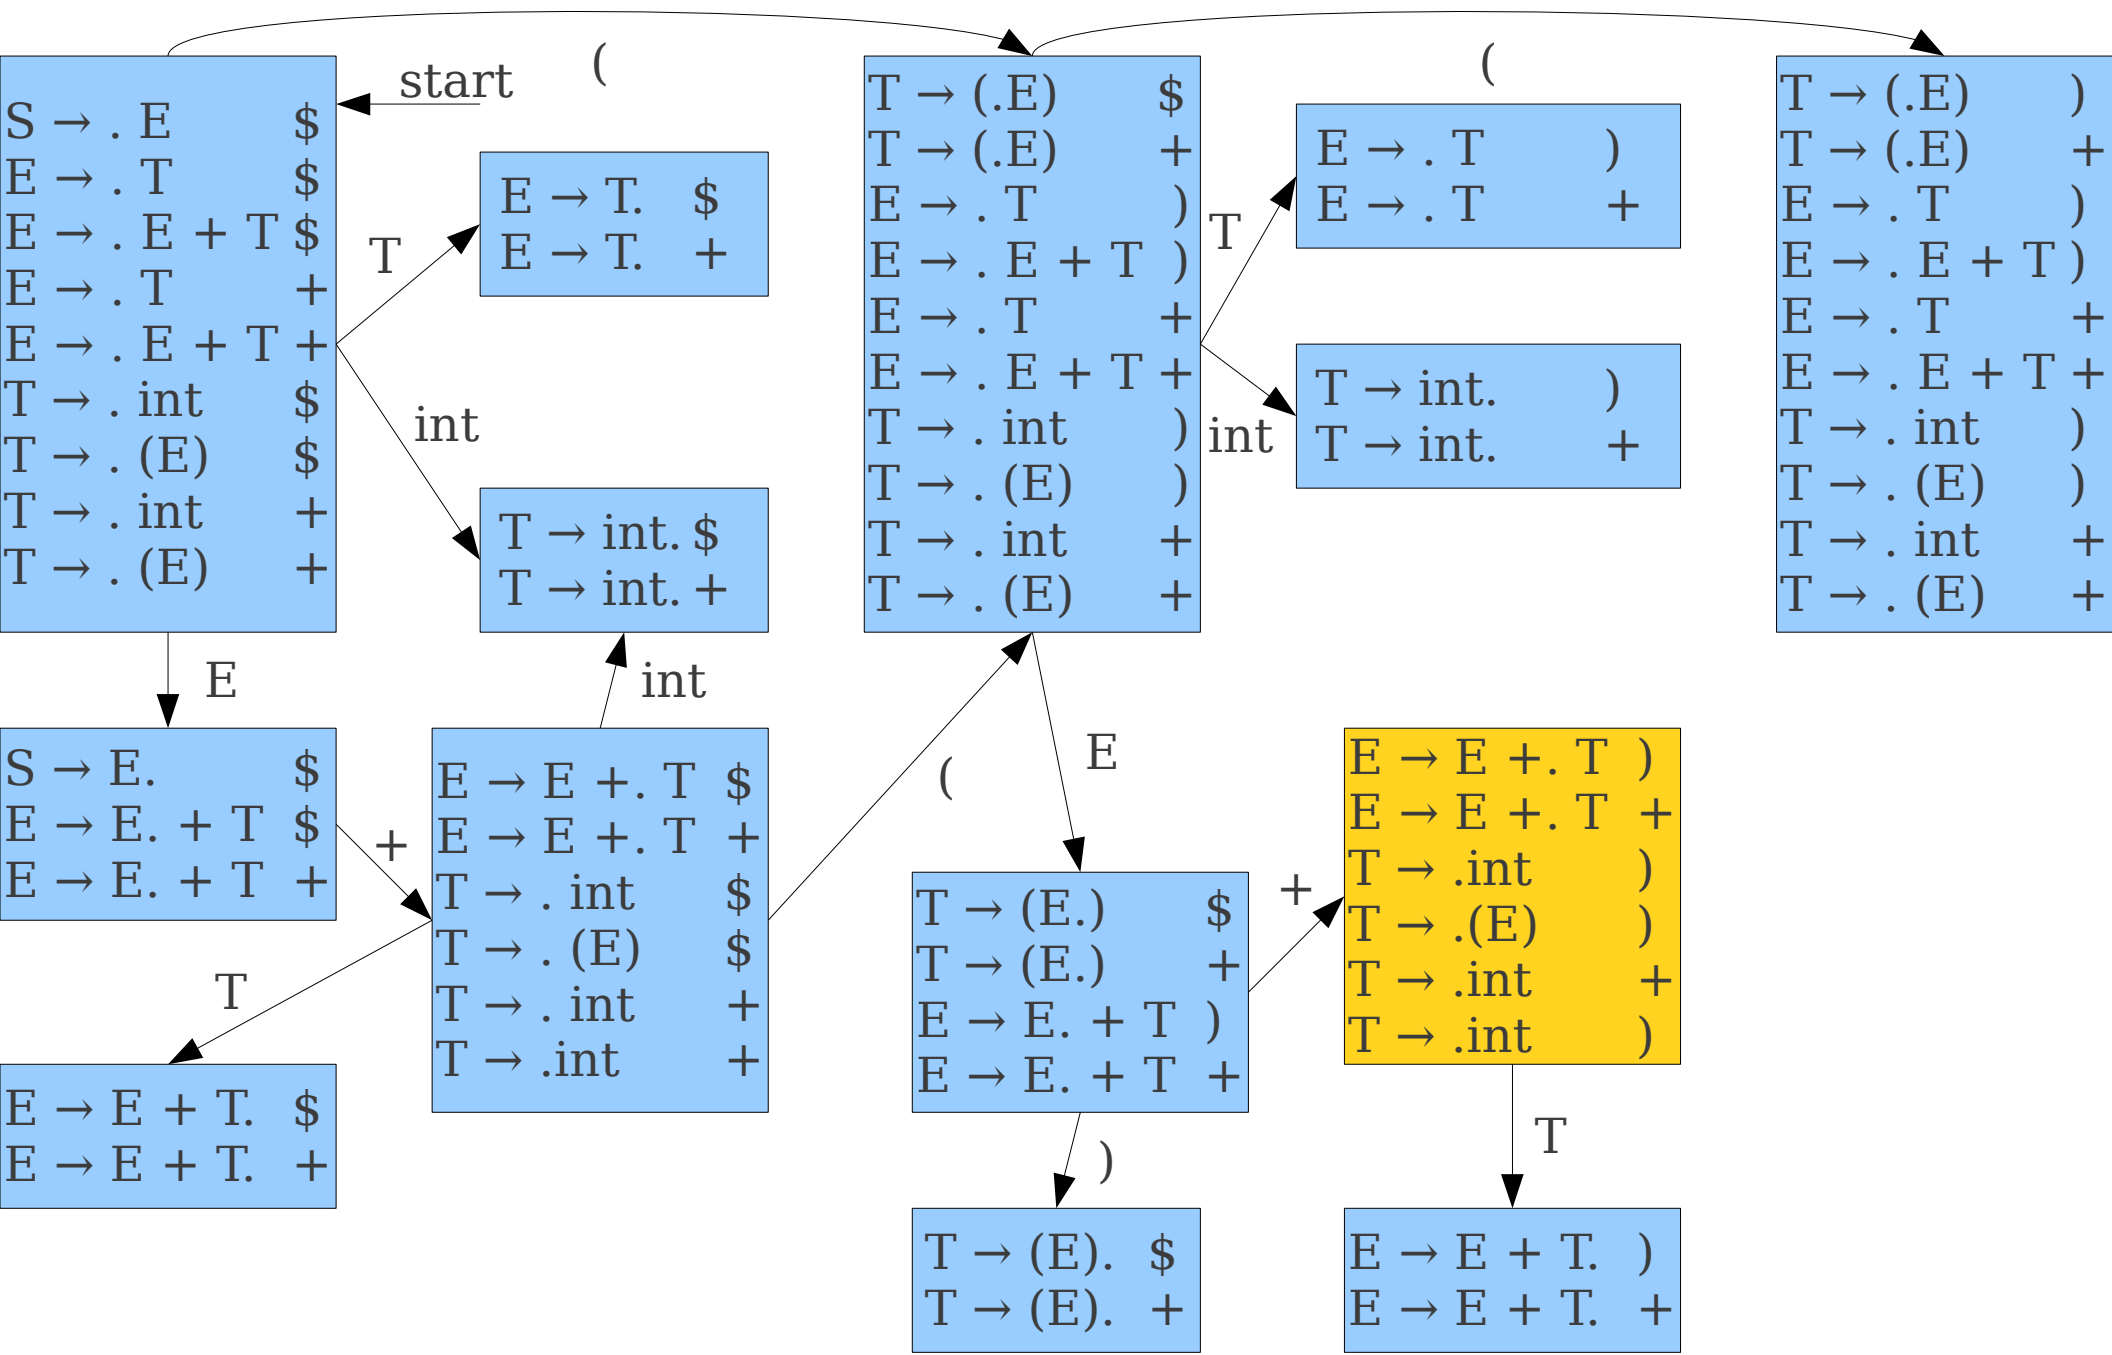 start
(
(
S → . E $
E → . T $
E → . E + T $
E → . T +
E → . E + T +
T → . int $
T → . (E) $
T → . int +
T → . (E) +
T
E → T. $
E → T. +
int
T → int. $
T → int. +
T → (.E) $
T → (.E) +
E → . T )
E → . E + T )
E → . T +
E → . E + T +
T → . int )
T → . (E) )
T → . int +
T → . (E) +
T
E → . T )
E → . T +
int
T → int. )
T → int. +
T → (.E) )
T → (.E) +
E → . T )
E → . E + T )
E → . T +
E → . E + T +
T → . int )
T → . (E) )
T → . int +
T → . (E) +
E
int
S → E. $
E → E. + T $
E → E. + T +
+
E → E +. T $
E → E +. T +
T → . int $
T → . (E) $
T → . int +
T → .int +
(
E
T
E → E + T. $
E → E + T. +
T → (E.) $
T → (E.) +
E → E. + T )
E → E. + T +
+
E → E +. T )
E → E +. T +
T → .int )
T → .(E) )
T → .int +
T → .int )
)
T
T → (E). $
T → (E). +
E → E + T. )
E → E + T. +